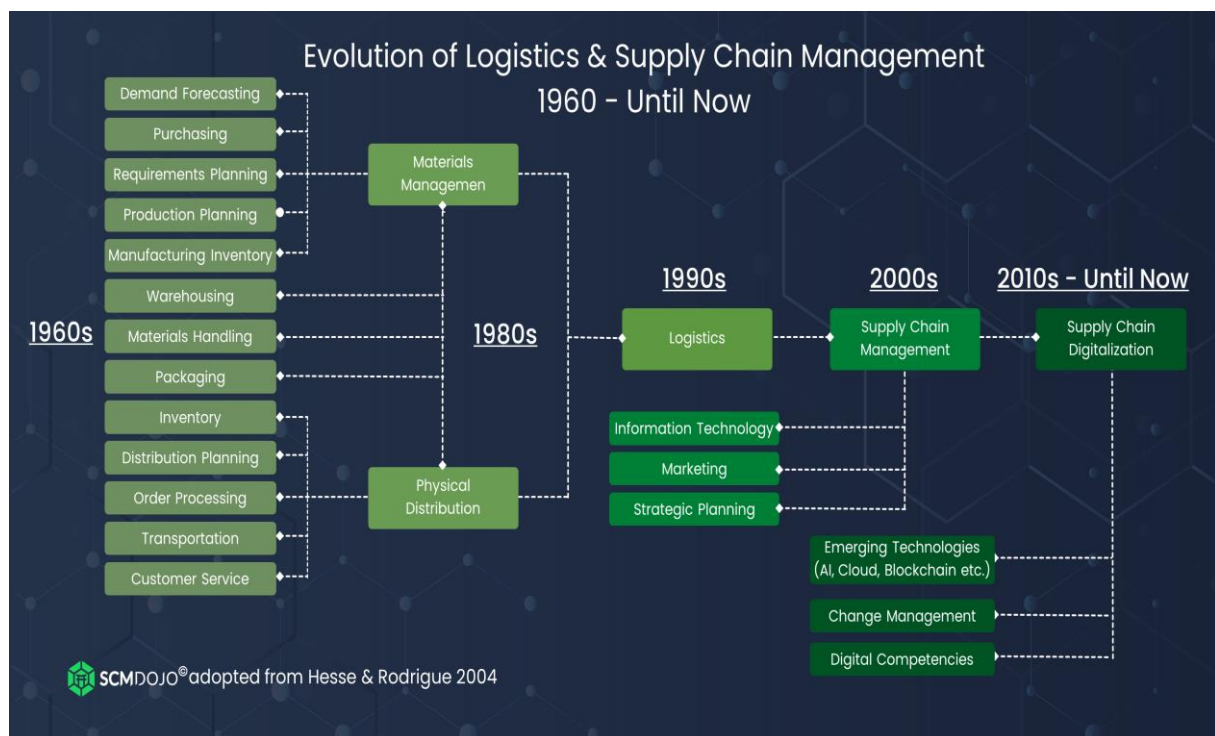 Evolution of Logistics & Supply Chain Management
1960 - Until Now
Demand Forecasting
Purchasing
Requirements Planning
Production Planning
Manufacturing Inventory
Warehousing
Materials Handling
Packaging
Inventory
Distribution Planning
Order Processing
Transportation
Customer Service
1960s
Materials
Managemen
Physical
Distribution
1980s
1990s
Logistics
2000s
Supply Chain
Management
2010s - Until Now
Supply Chain
Digitalization
Information Technology
Marketing
Strategic Planning
Emerging Technologies
(AI, Cloud, Blockchain etc.)
Change Management
Digital Competencies
SCMDOJO© adopted from Hesse & Rodrigue 2004